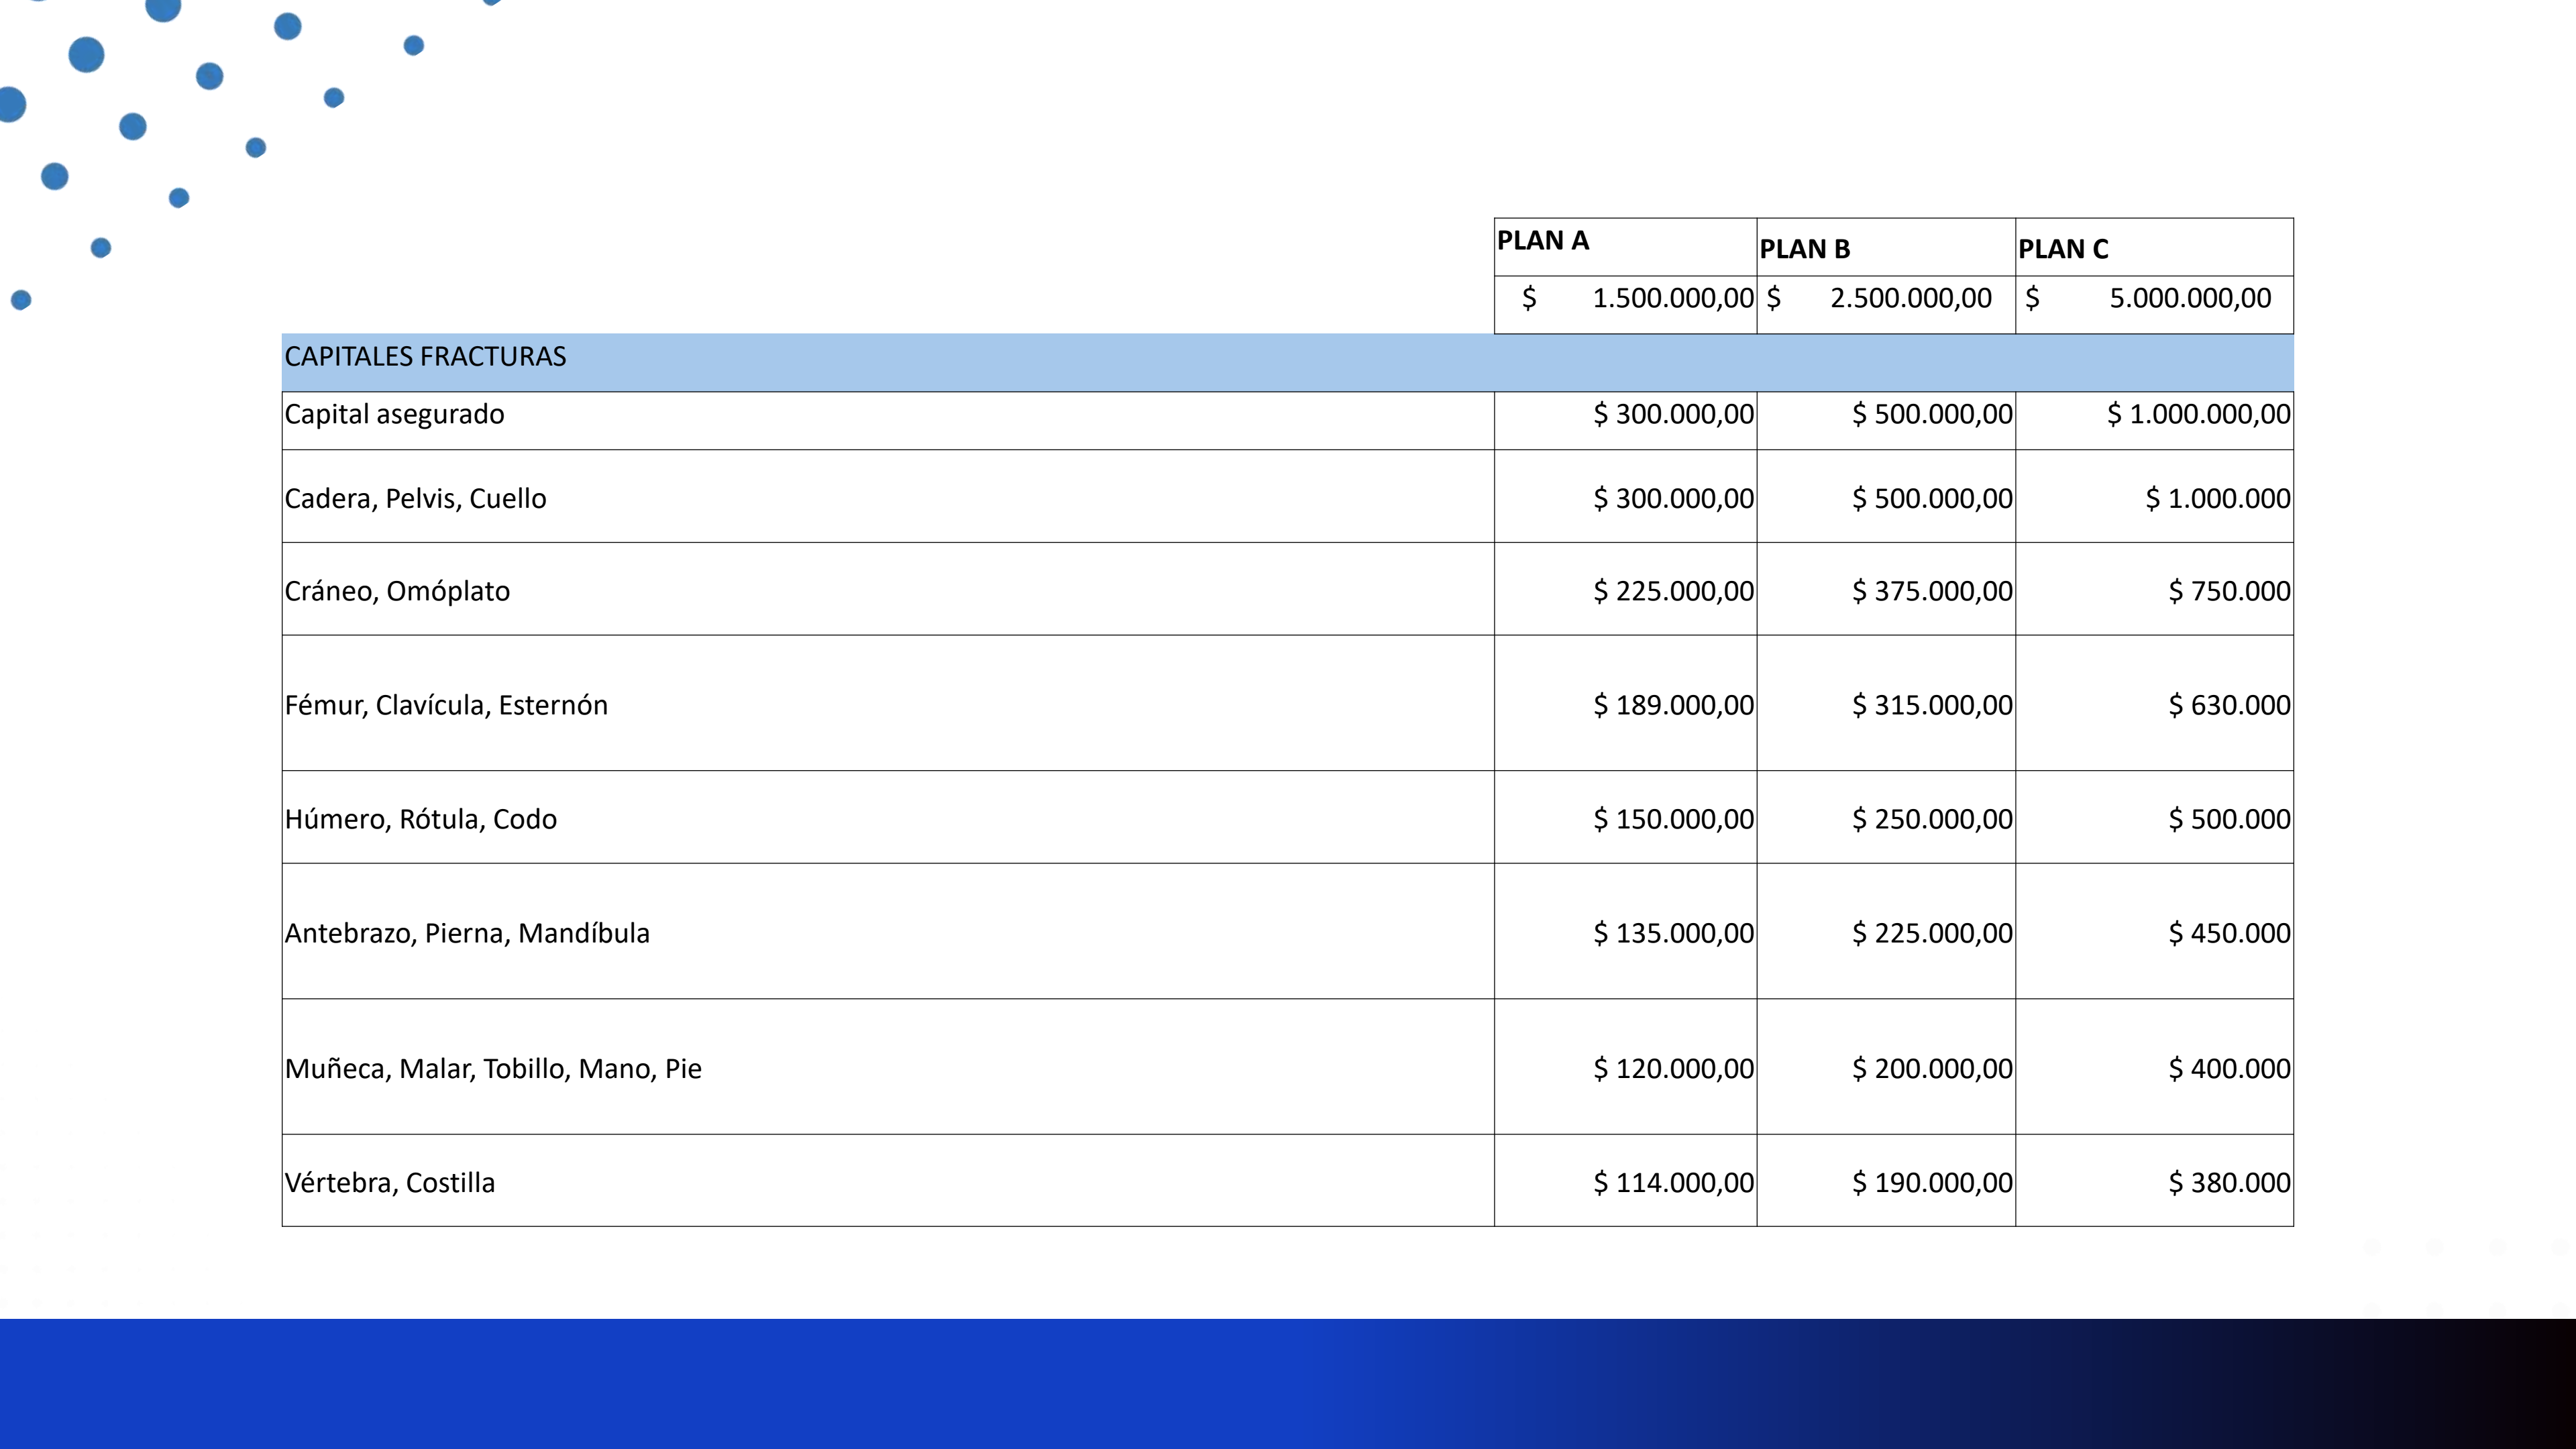 PLAN A PLAN B PLAN C
$ 1.500.000,00 $ 2.500.000,00 $ 5.000.000,00
CAPITALES FRACTURAS
Capital asegurado $ 300.000,00 $ 500.000,00 $ 1.000.000,00
Cadera, Pelvis, Cuello $ 300.000,00 $ 500.000,00 $ 1.000.000
Cráneo, Omóplato $ 225.000,00 $ 375.000,00 $ 750.000
Fémur, Clavícula, Esternón $ 189.000,00 $ 315.000,00 $ 630.000
Húmero, Rótula, Codo $ 150.000,00 $ 250.000,00 $ 500.000
Antebrazo, Pierna, Mandíbula $ 135.000,00 $ 225.000,00 $ 450.000
Muñeca, Malar, Tobillo, Mano, Pie $ 120.000,00 $ 200.000,00 $ 400.000
Vértebra, Costilla $ 114.000,00 $ 190.000,00 $ 380.000